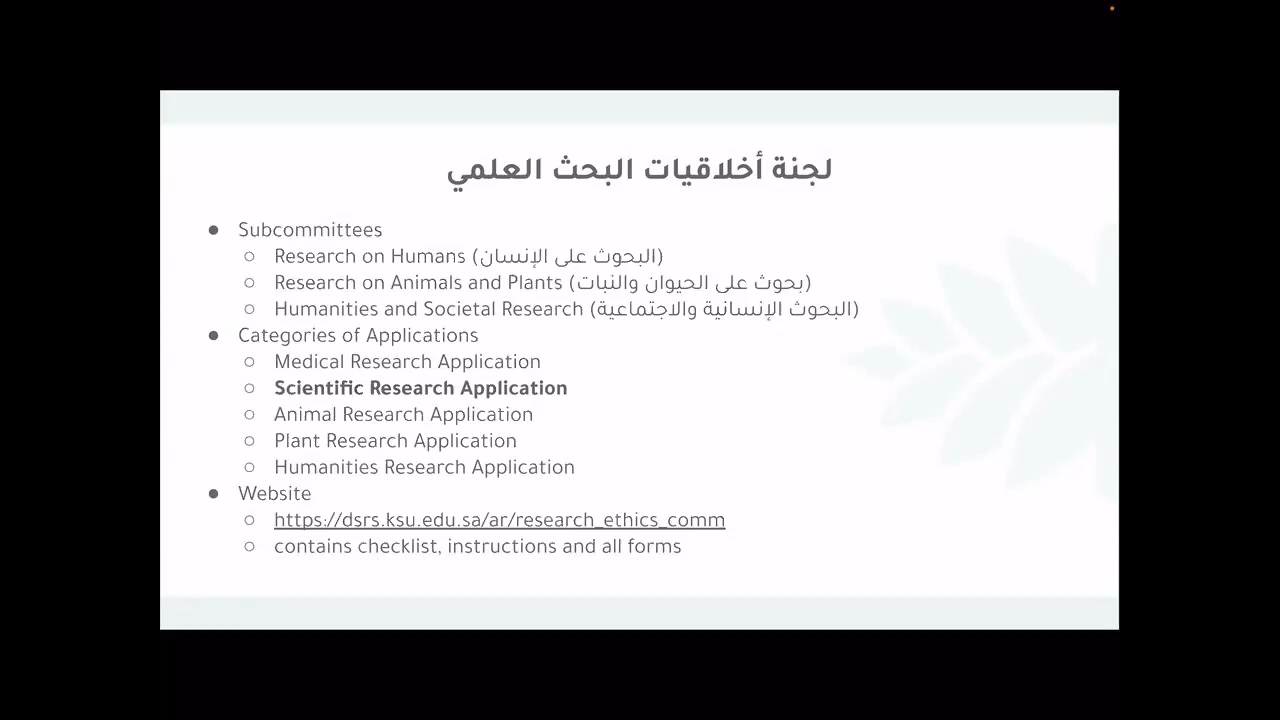 لجنة أخلاقيات البحث العلمي
● Subcommittees
○ Research on Humans (البحوث على الإنسان)
○ Research on Animals and Plants (بحوث على الحيوان والنبات)
○ Humanities and Societal Research (البحوث الإنسانية والاجتماعية)
● Categories of Applications
○ Medical Research Application
○ Scientific Research Application
○ Animal Research Application
○ Plant Research Application
○ Humanities Research Application
● Website
○ https://dsrs.ksu.edu.sa/ar/research_ethics_comm
○ contains checklist, instructions and all forms